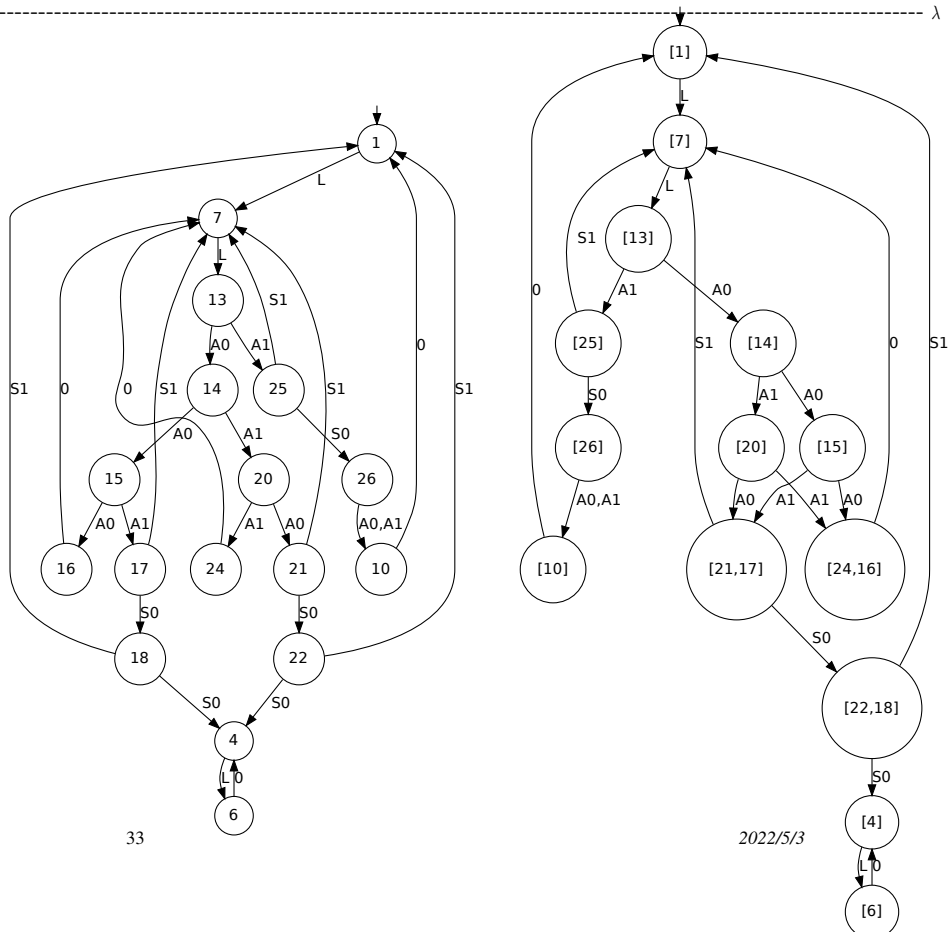 λ
1
L
7
L
13
S1
A0
A1
14
25
S1
0
0
S1
S1
0
S1
A0
A1
S0
15
20
26
A0
A1
A1
A0
A0,A1
16
17
24
21
10
S0
S0
18
22
S0
S0
4
L
0
6
33
[1]
L
[7]
L
S1
[13]
A1
A0
0
[25]
S1
[14]
0
S1
S0
A1
A0
[26]
[20]
[15]
A0,A1
A0
A1
A1
A0
[10]
[21,17]
[24,16]
S0
[22,18]
S0
[4]
2022/5/3
L
0
[6]